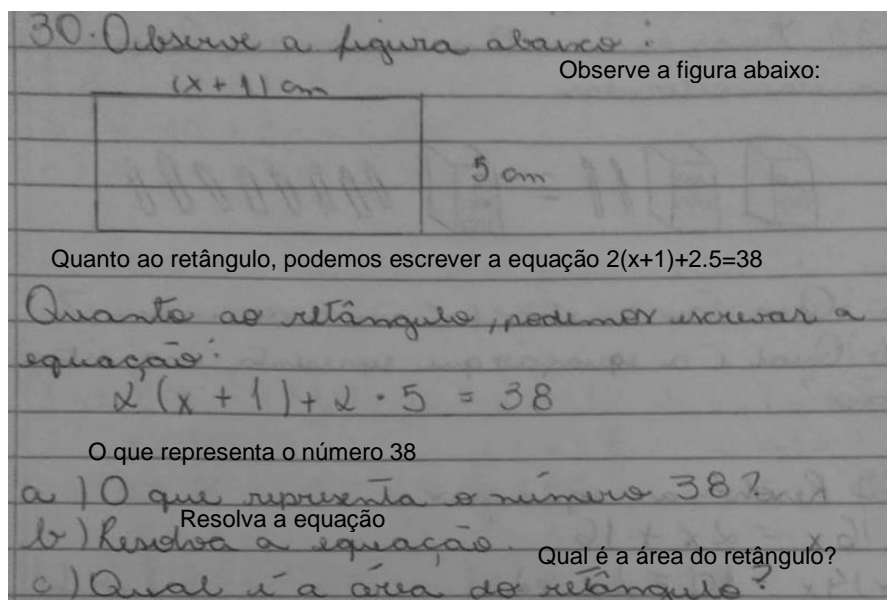 30. Observe a figura abaixo:
Observe a figura abaixo:
(x + 1) cm
5 cm
Quanto ao retângulo, podemos escrever a equação 2(x+1)+2.5=38
Quanto ao retângulo, podemos escrever a
equação:
2(x + 1) + 2 · 5 = 38
O que representa o número 38
a) O que representa o número 38?
Resolva a equação
b) Resolva a equação.
Qual é a área do retângulo?
c) Qual é a área do retângulo?